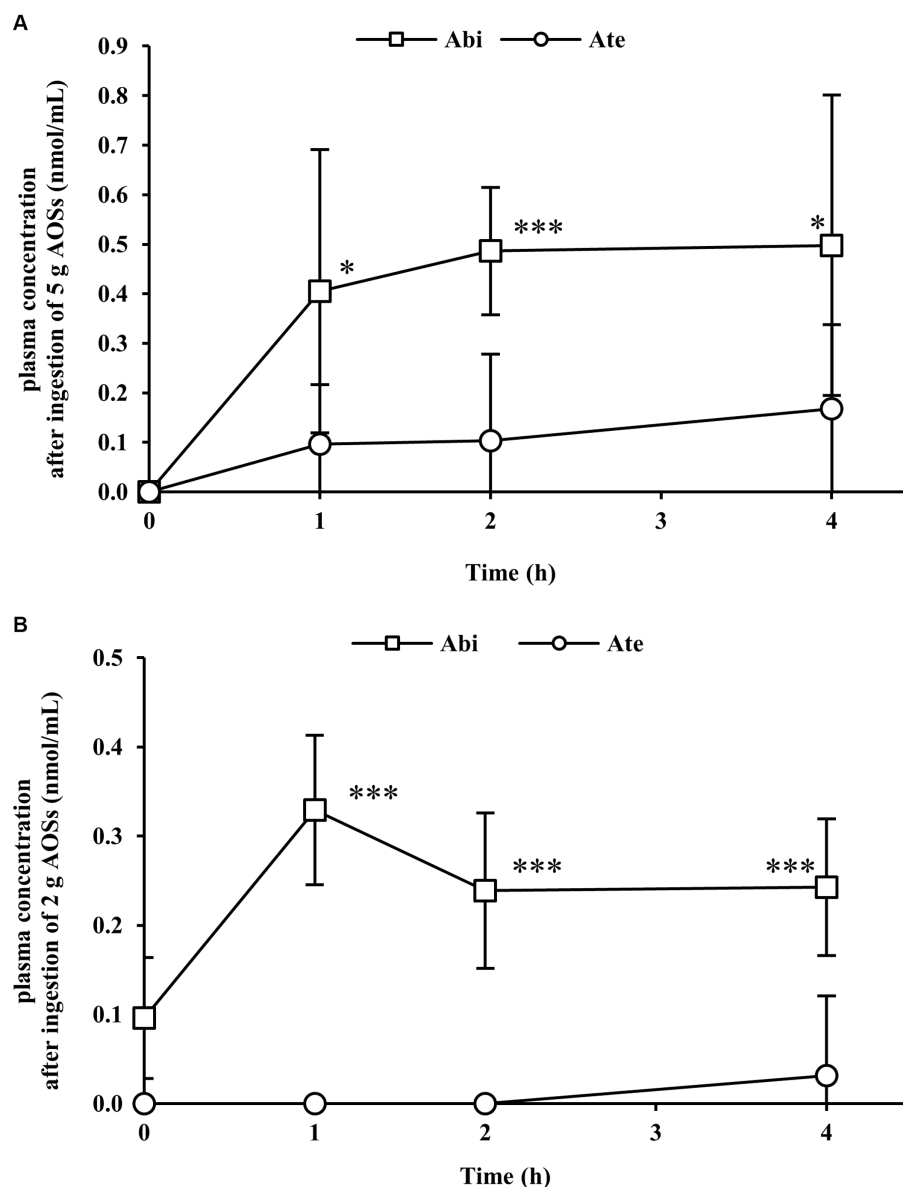 A
Abi Ate
plasma concentration
after ingestion of 5 g AOSs (nmol/mL)
0.9
0.8
0.7
0.6
0.5
0.4
0.3
0.2
0.1
0.0
*
***
*
0 1 2 3 4
Time (h)
B
Abi Ate
plasma concentration
after ingestion of 2 g AOSs (nmol/mL)
0.5
0.4
0.3
0.2
0.1
0.0
***
***
***
0 1 2 3 4
Time (h)